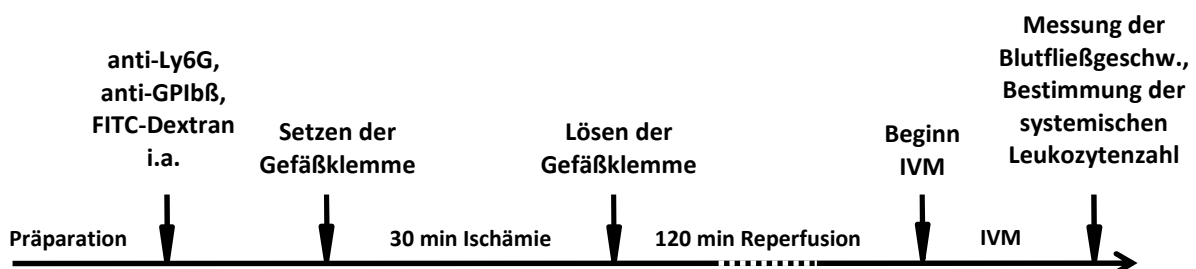 anti-Ly6G,
anti-GPIbß,
FITC-Dextran
i.a.
Setzen der
Gefäßklemme
Lösen der
Gefäßklemme
Beginn
IVM
Messung der
Blutfließgeschw.,
Bestimmung der
systemischen
Leukozytenzahl
Präparation
30 min Ischämie
120 min Reperfusion
IVM